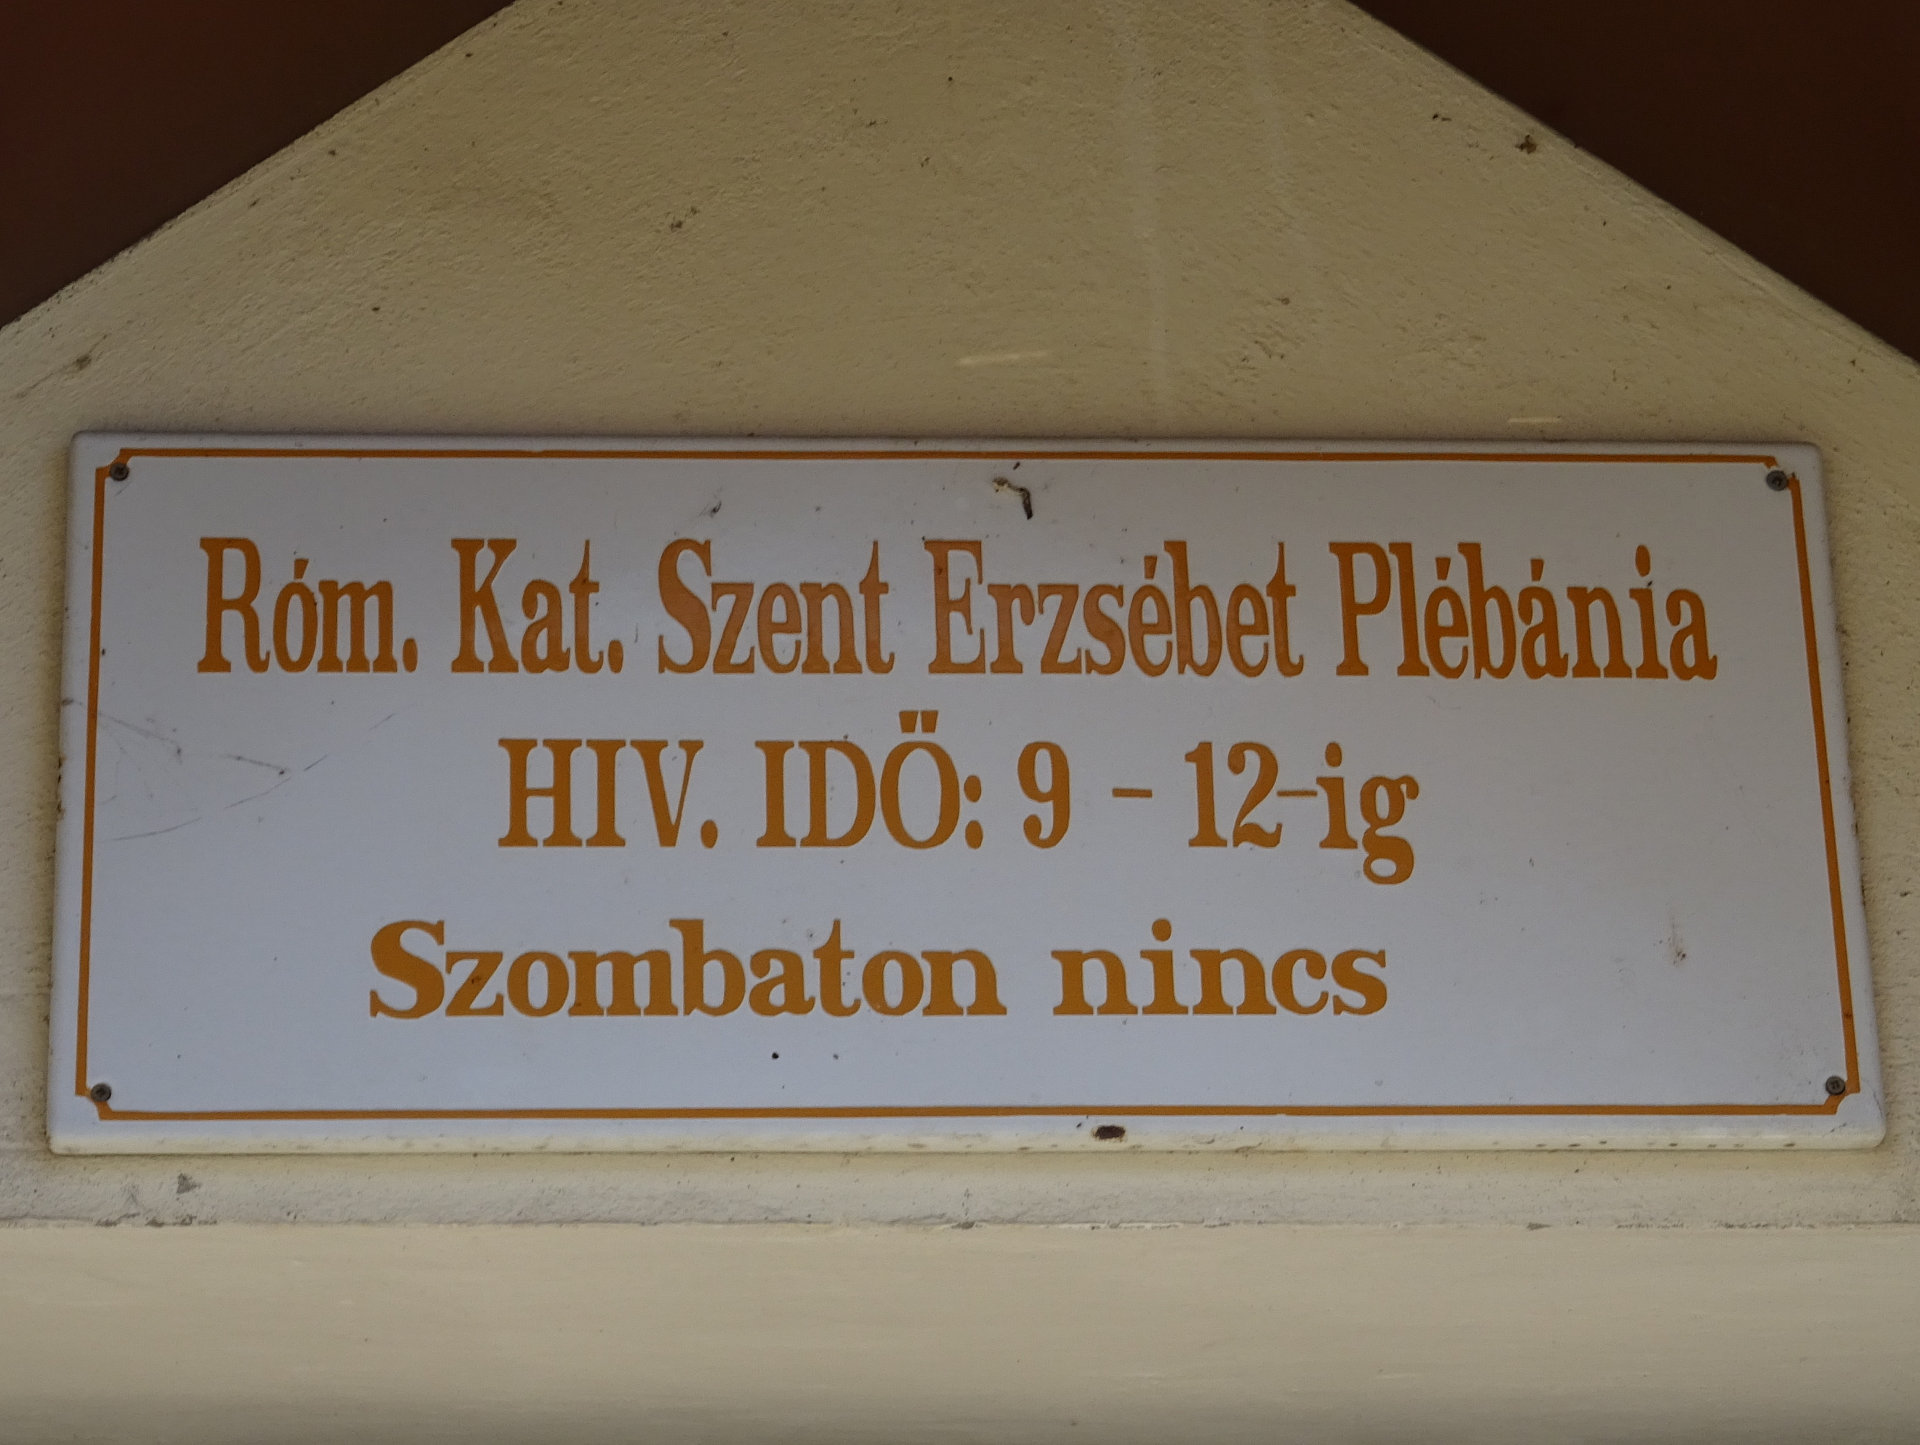 Róm. Kat. Szent Erzsébet Plébánia
HIV. IDŐ: 9 - 12-ig
Szombaton nincs